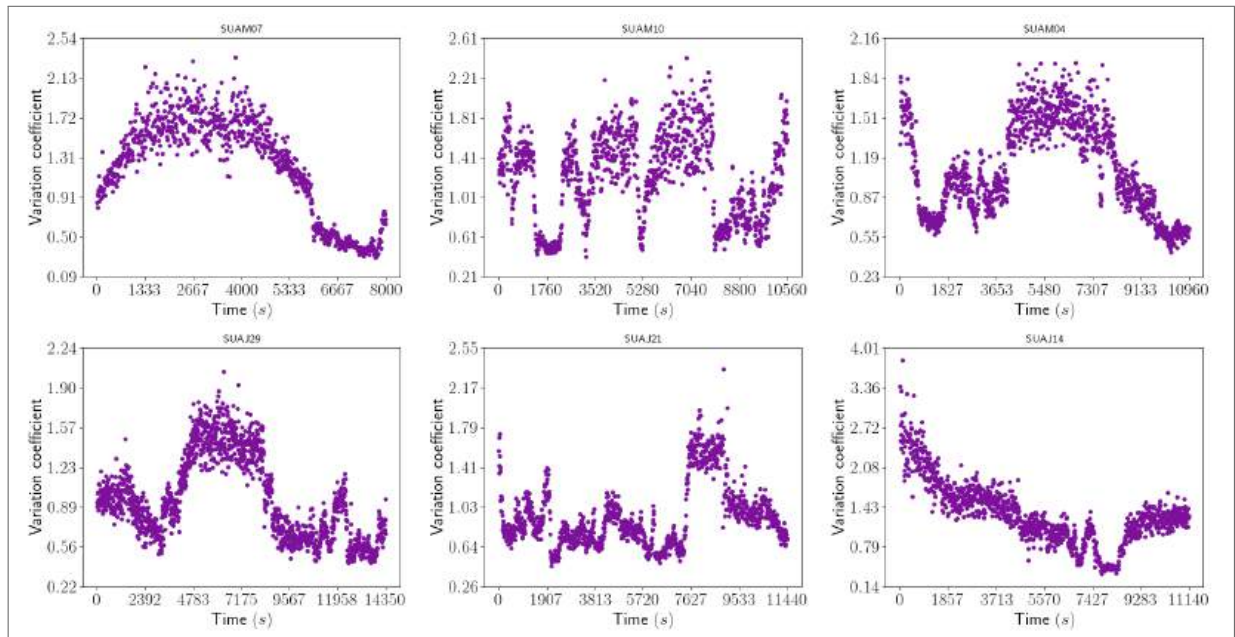 SUAM07
SUAM10
SUAM04
2.54
2.13
1.72
1.31
0.91
0.50
0.09
Variation coefficient
0 1333 2667 4000 5333 6667 8000
Time (s)
2.61
2.21
1.81
1.41
1.01
0.61
0.21
Variation coefficient
0 1760 3520 5280 7040 8800 10560
Time (s)
2.16
1.84
1.51
1.19
0.87
0.55
0.23
Variation coefficient
0 1827 3653 5480 7307 9133 10960
Time (s)
SUAJ29
SUAJ21
SUAJ14
2.24
1.90
1.57
1.23
0.89
0.56
0.22
Variation coefficient
0 2392 4783 7175 9567 11958 14350
Time (s)
2.55
2.17
1.79
1.41
1.03
0.64
0.26
Variation coefficient
0 1907 3813 5720 7627 9533 11440
Time (s)
4.01
3.36
2.72
2.08
1.43
0.79
0.14
Variation coefficient
0 1857 3713 5570 7427 9283 11140
Time (s)